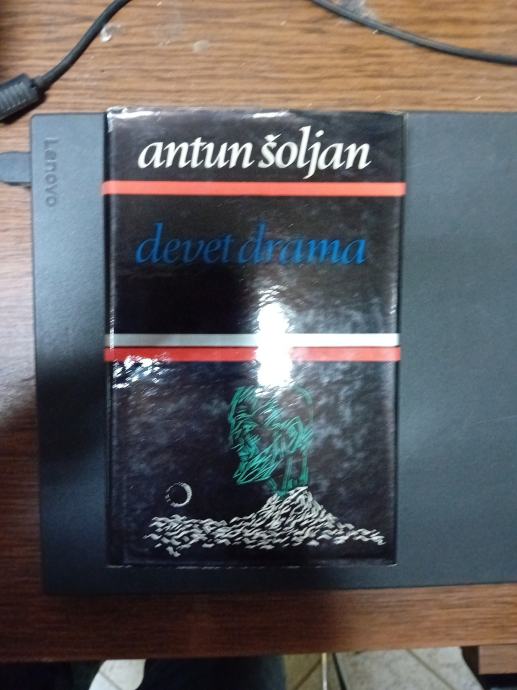 Lenovo
antun šoljan
devet drama